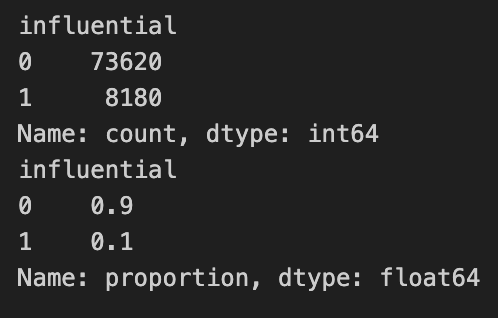 influential
0    73620
1     8180
Name: count, dtype: int64
influential
0    0.9
1    0.1
Name: proportion, dtype: float64